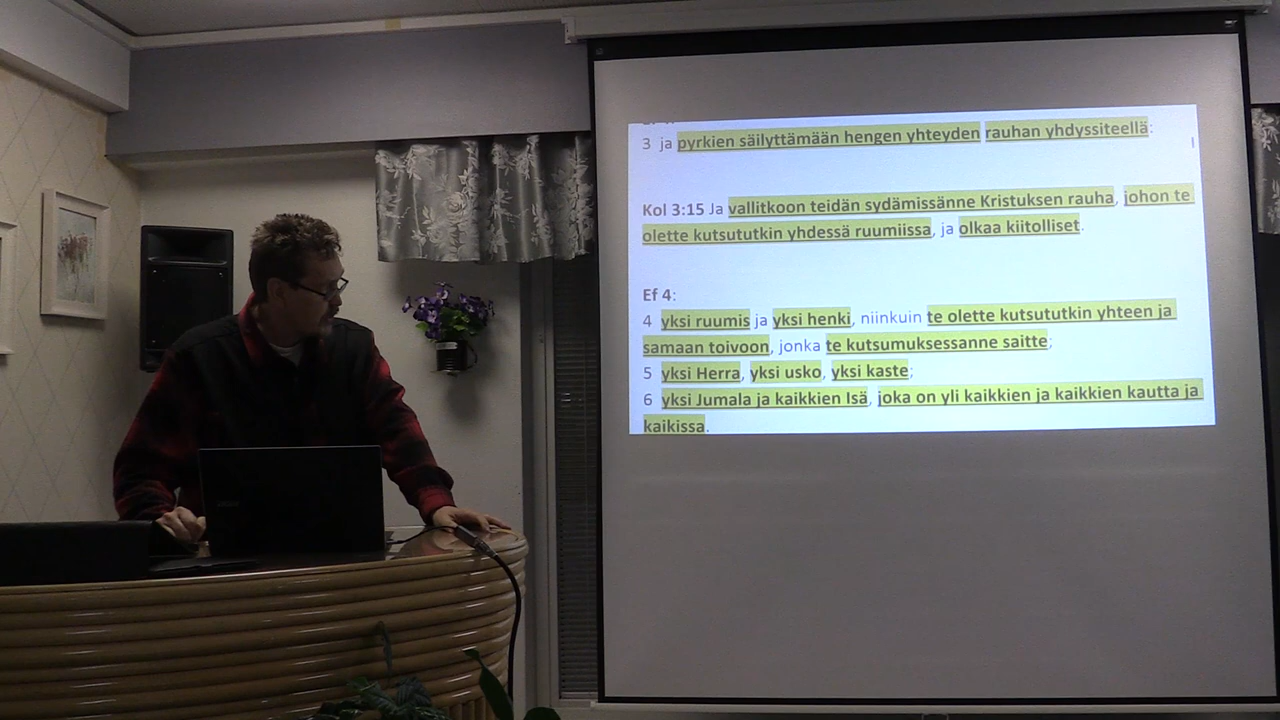 3 ja pyrkien säilyttämään hengen yhteyden rauhan yhdyssiteellä:
Kol 3:15 Ja vallitkoon teidän sydämissänne Kristuksen rauha, johon te
olette kutsututkin yhdessä ruumiissa, ja olkaa kiitolliset.
Ef 4:
4 yksi ruumis ja yksi henki, niinkuin te olette kutsututkin yhteen ja
samaan toivoon, jonka te kutsumuksessanne saitte;
5 yksi Herra, yksi usko, yksi kaste;
6 yksi Jumala ja kaikkien Isä, joka on yli kaikkien ja kaikkien kautta ja
kaikissa.